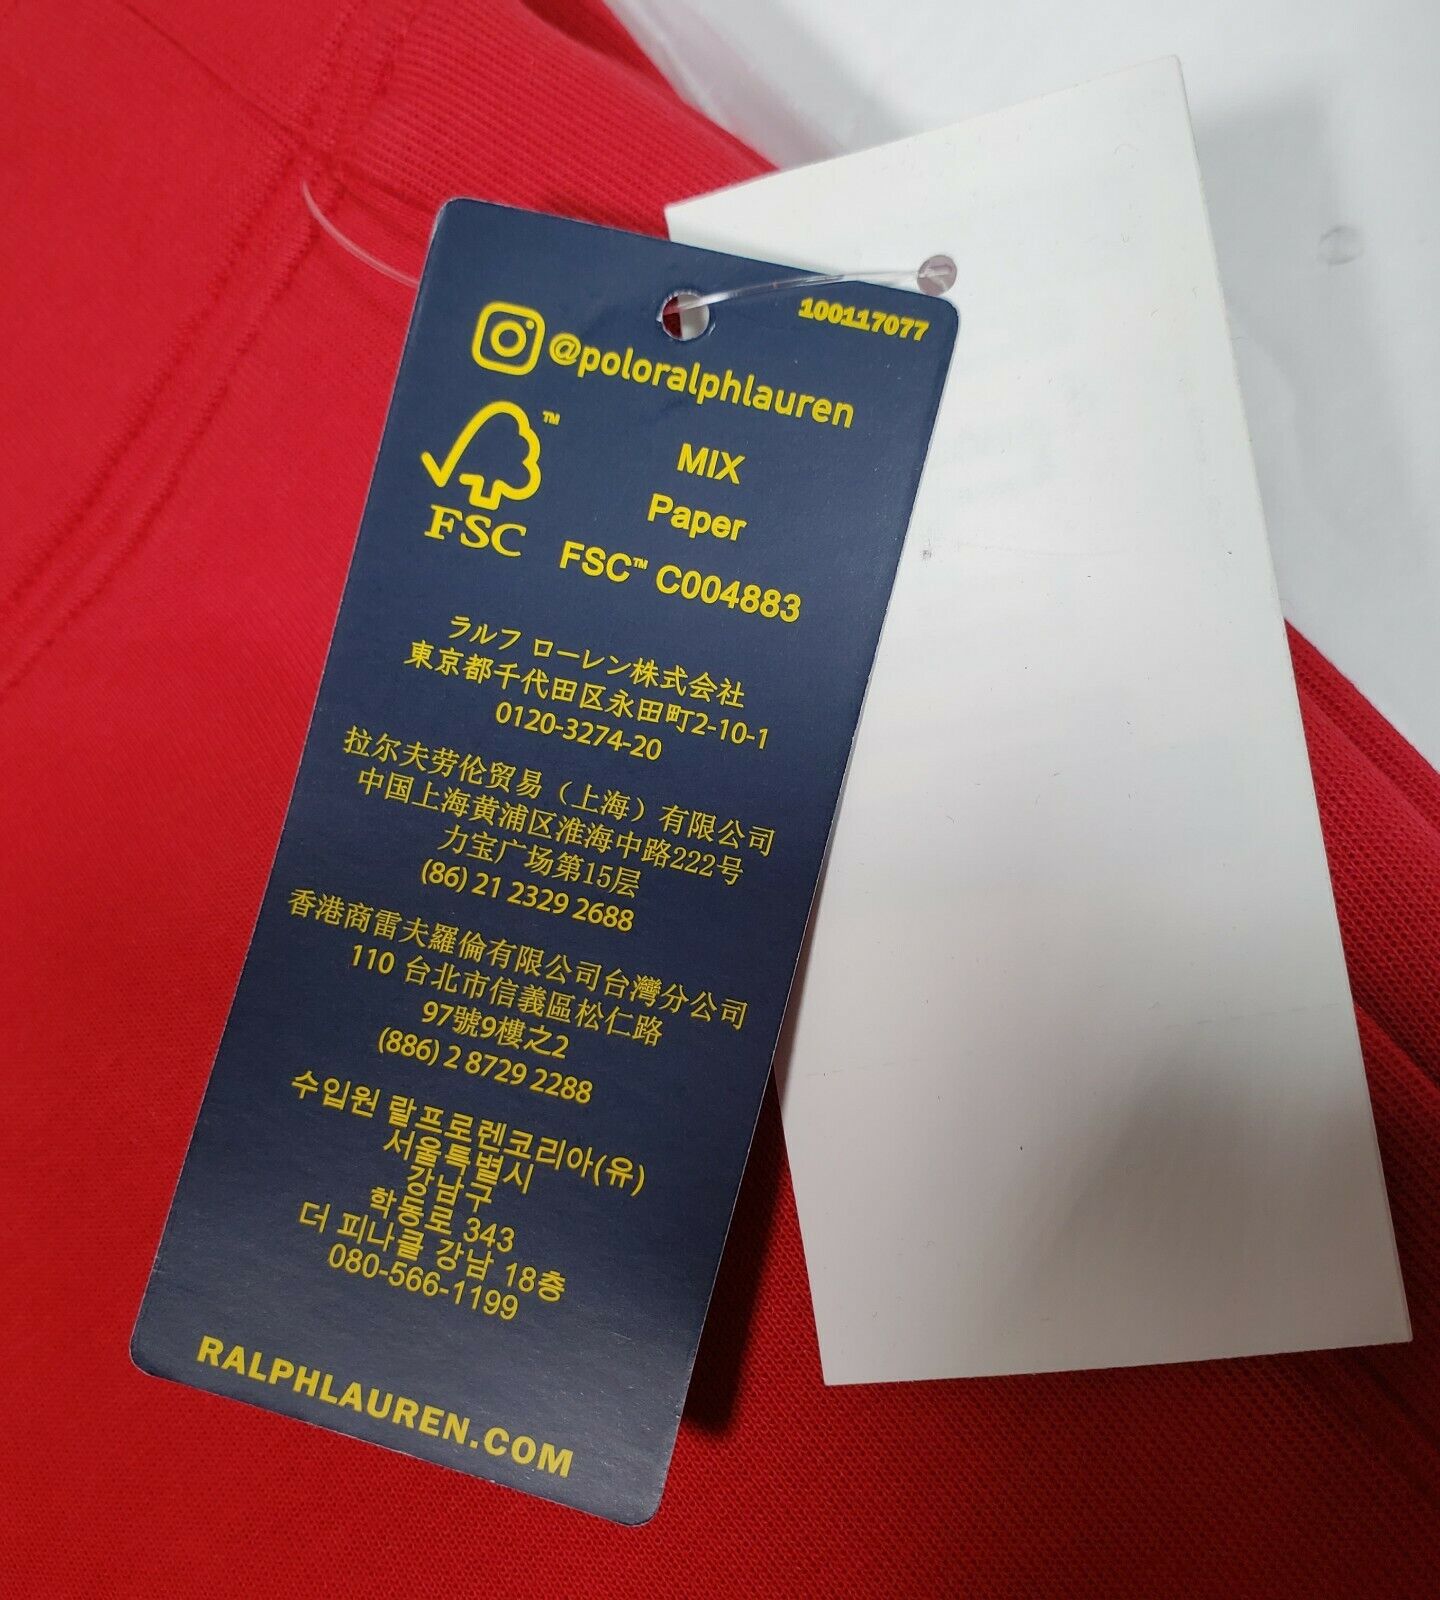 100117077
@poloralphlauren
™
FSC
MIX
Paper
FSC™ C004883
ラルフ ローレン株式会社
東京都千代田区永田町2-10-1
0120-3274-20
拉尔夫劳伦贸易（上海）有限公司
中国上海黄浦区淮海中路222号
力宝广场第15层
(86) 21 2329 2688
香港商雷夫羅倫有限公司台灣分公司
110 台北市信義區松仁路
97號9樓之2
(886) 2 8729 2288
수입원 랄프로렌코리아(유)
서울특별시
강남구
학동로 343
더 피나클 강남 18층
080-566-1199
RALPHLAUREN.COM